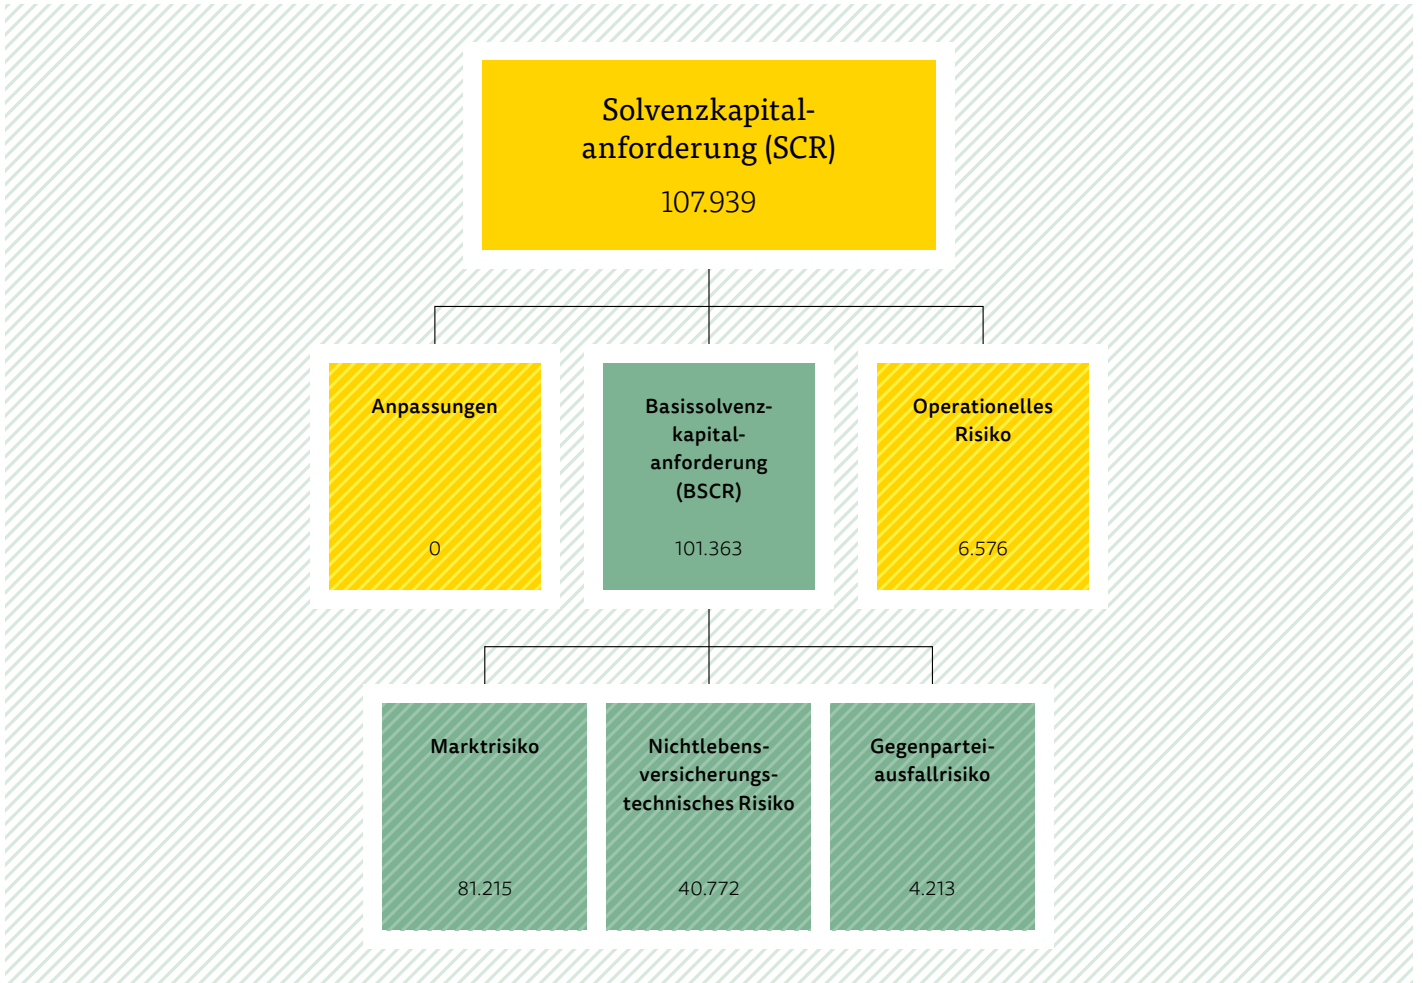 Solvenzkapital-
anforderung (SCR)
107.939
Anpassungen
0
Basissolvenz-
kapital-
anforderung
(BSCR)
101.363
Operationelles
Risiko
6.576
Marktrisiko
81.215
Nichtlebens-
versicherungs-
technisches Risiko
40.772
Gegenpartei-
ausfallrisiko
4.213